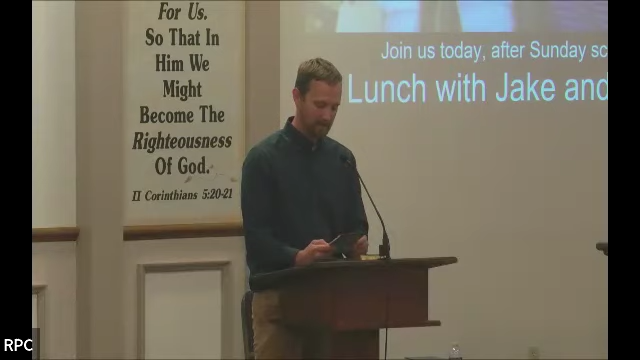 For Us.
So That In
Him We
Might
Become The
Righteousness
Of God.
II Corinthians 5:20-21
Join us today, after Sunday sc
Lunch with Jake and
RPC